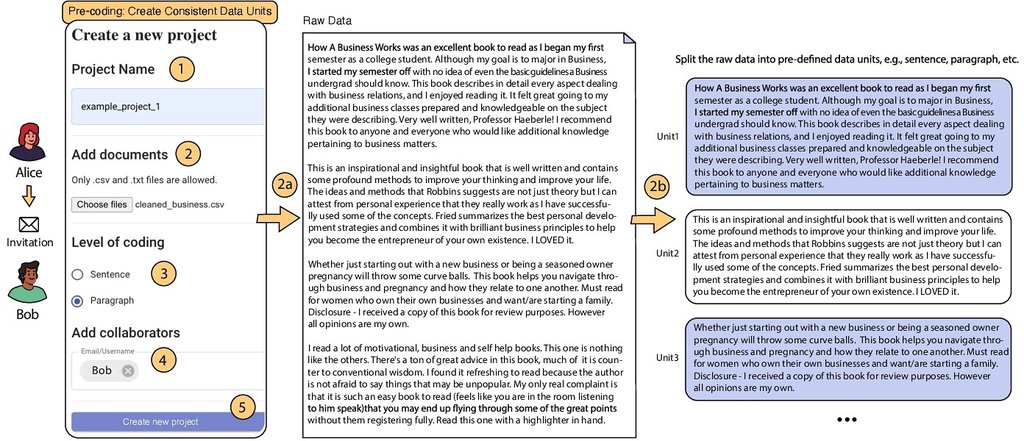 Pre-coding: Create Consistent Data Units
Create a new project
Project Name
1
example_project_1
Add documents
2
Only .csv and .txt files are allowed.
Choose files cleaned_business.csv
Level of coding
Sentence
3
Paragraph
Add collaborators
Email/Username
4
Bob
5
Create new project
Alice
Invitation
Bob
2a
Raw Data
How A Business Works was an excellent book to read as I began my first
semester as a college student. Although my goal is to major in Business,
I started my semester off with no idea of even the basic guidelines a Business
undergrad should know. This book describes in detail every aspect dealing
with business relations, and I enjoyed reading it. It felt great going to my
additional business classes prepared and knowledgeable on the subject
they were describing. Very well written, Professor Haeberle! I recommend
this book to anyone and everyone who would like additional knowledge
pertaining to business matters.
This is an inspirational and insightful book that is well written and contains
some profound methods to improve your thinking and improve your life.
The ideas and methods that Robbins suggests are not just theory but I can
attest from personal experience that they really work as I have successfu-
lly used some of the concepts. Fried summarizes the best personal develo-
pment strategies and combines it with brilliant business principles to help
you become the entrepreneur of your own existence. I LOVED it.
Whether just starting out with a new business or being a seasoned owner
pregnancy will throw some curve balls. This book helps you navigate thro-
ugh business and pregnancy and how they relate to one another. Must read
for women who own their own businesses and want/are starting a family.
Disclosure - I received a copy of this book for review purposes. However
all opinions are my own.
I read a lot of motivational, business and self help books. This one is nothing
like the others. There's a ton of great advice in this book, much of it is coun-
ter to conventional wisdom. I found it refreshing to read because the author
is not afraid to say things that may be unpopular. My only real complaint is
that it is such an easy book to read (feels like you are in the room listening
to him speak)that you may end up flying through some of the great points
without them registering fully. Read this one with a highlighter in hand.
2b
Split the raw data into pre-defined data units, e.g., sentence, paragraph, etc.
Unit1
How A Business Works was an excellent book to read as I began my first
semester as a college student. Although my goal is to major in Business,
I started my semester off with no idea of even the basic guidelines a Business
undergrad should know. This book describes in detail every aspect dealing
with business relations, and I enjoyed reading it. It felt great going to my
additional business classes prepared and knowledgeable on the subject
they were describing. Very well written, Professor Haeberle! I recommend
this book to anyone and everyone who would like additional knowledge
pertaining to business matters.
Unit2
This is an inspirational and insightful book that is well written and contains
some profound methods to improve your thinking and improve your life.
The ideas and methods that Robbins suggests are not just theory but I can
attest from personal experience that they really work as I have successfu-
lly used some of the concepts. Fried summarizes the best personal develo-
pment strategies and combines it with brilliant business principles to help
you become the entrepreneur of your own existence. I LOVED it.
Unit3
Whether just starting out with a new business or being a seasoned owner
pregnancy will throw some curve balls. This book helps you navigate thro-
ugh business and pregnancy and how they relate to one another. Must read
for women who own their own businesses and want/are starting a family.
Disclosure - I received a copy of this book for review purposes. However
all opinions are my own.
•••